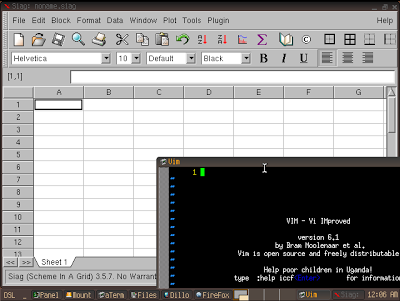 Siag: noname.siag
File Edit Block Format Data Window Plot Tools Plugin Help
Helvetica 10 Default Black B I U
[1,1]
A B C D E F G
1
2
3
4
5
6
7
8
9
10
11
12
13
Vim
1
VIM - Vi IMproved
version 6.1
by Bram Moolenaar et al.
Vim is open source and freely distributable
Help poor children in Uganda!
type :help iccf<Enter> for information
<< >> Sheet 1
Siag (Scheme In A Grid) 3.5.7. No Warrant
DSL Panel Mount aTerm Files Dillo FireFox Vim Siag: 12:06 AM